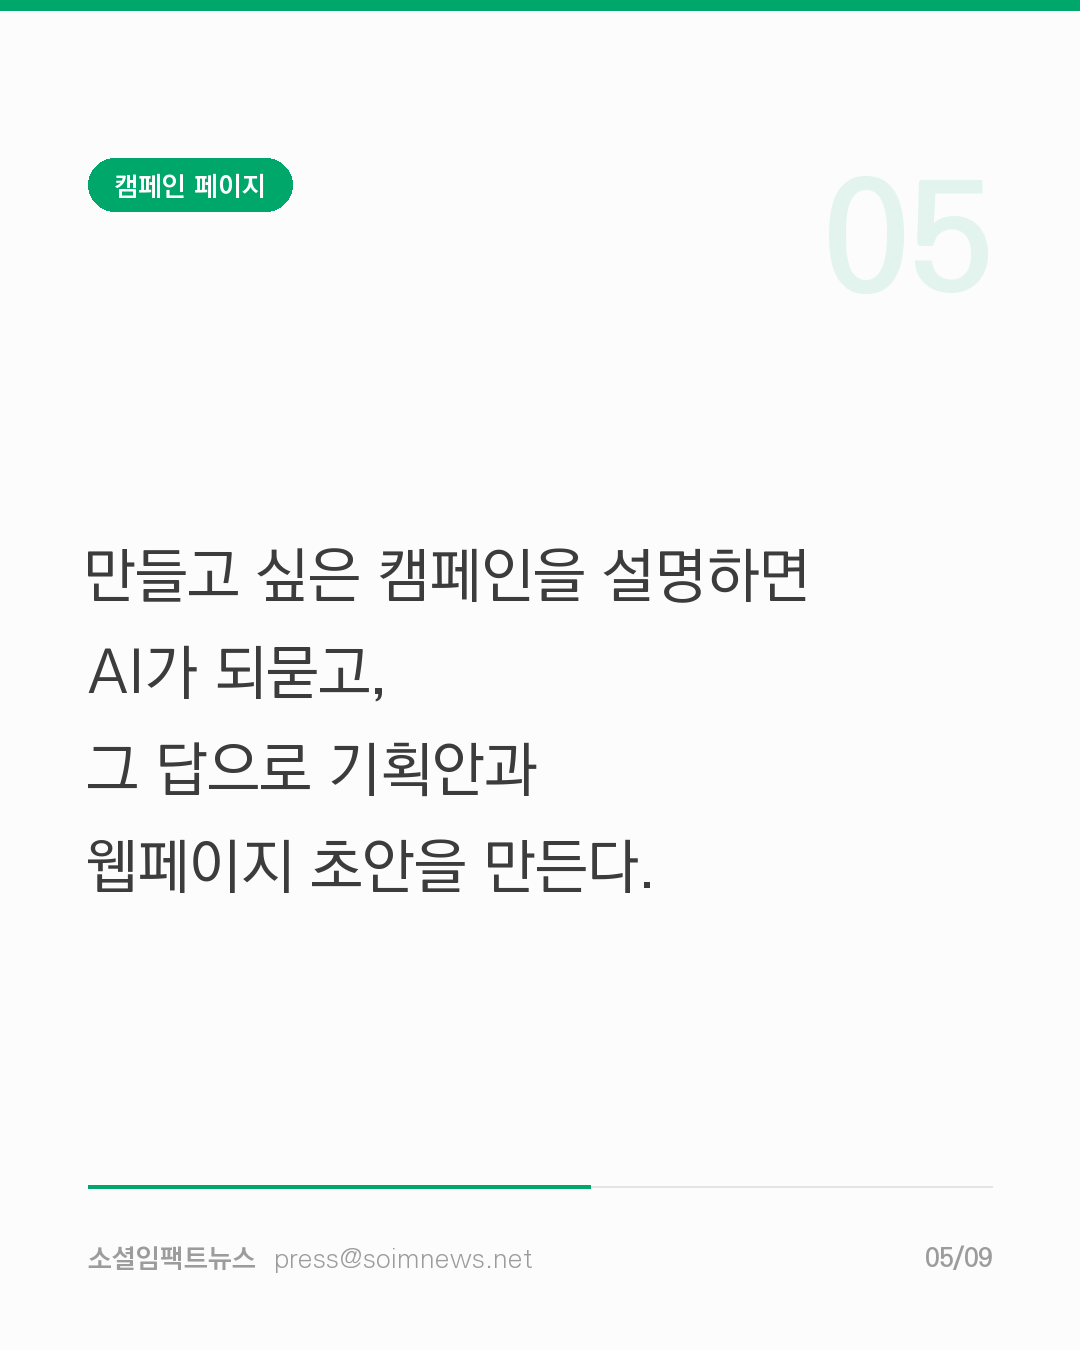 캠페인 페이지
05
만들고 싶은 캠페인을 설명하면
AI가 되묻고,
그 답으로 기획안과
웹페이지 초안을 만든다.
소셜임팩트뉴스 press@soimnews.net
05/09